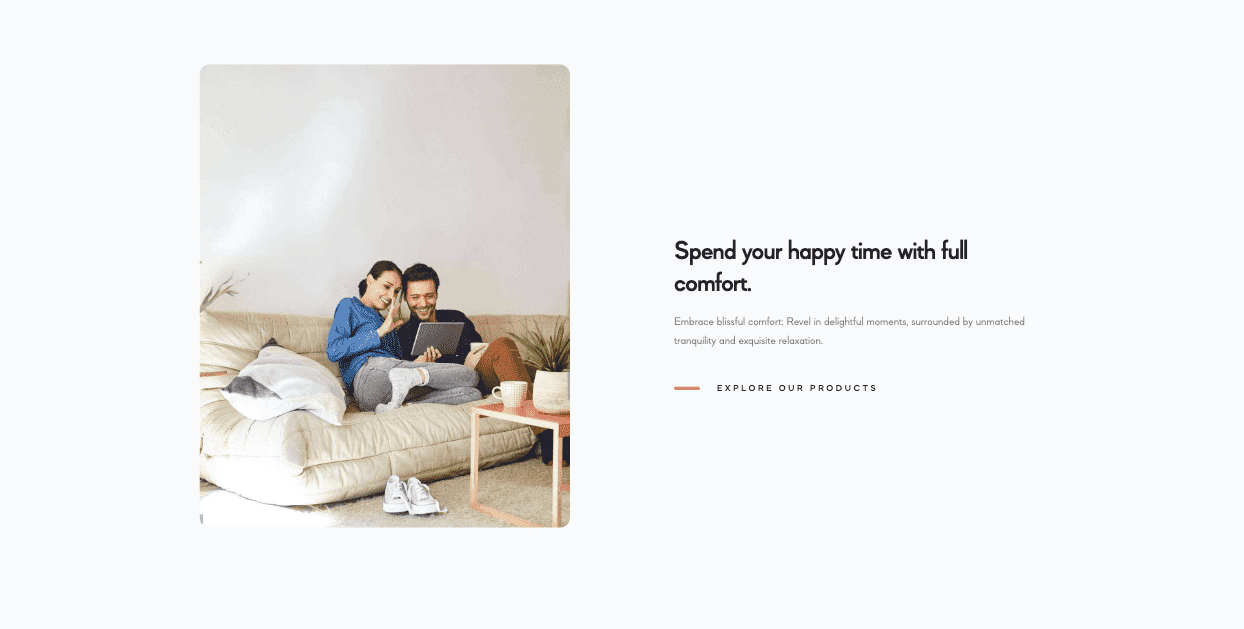 Spend your happy time with full
comfort.
Embrace blissful comfort: Revel in delightful moments, surrounded by unmatched
tranquility and exquisite relaxation.
EXPLORE OUR PRODUCTS